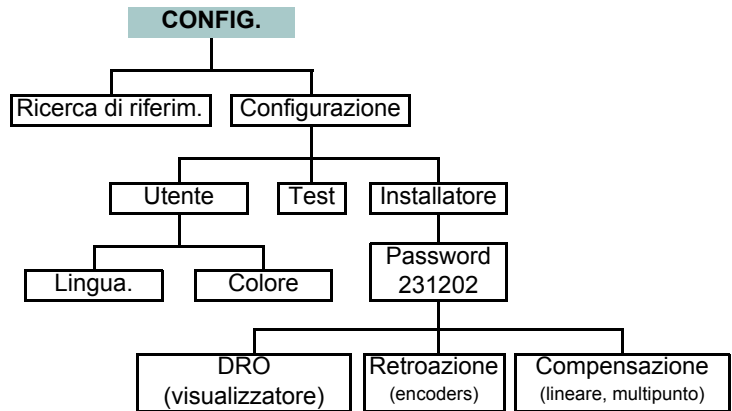 CONFIG.
Ricerca di riferim.
Configurazione
Utente
Test
Installatore
Lingua.
Colore
Password
231202
DRO
(visualizzatore)
Retroazione
(encoders)
Compensazione
(lineare, multipunto)